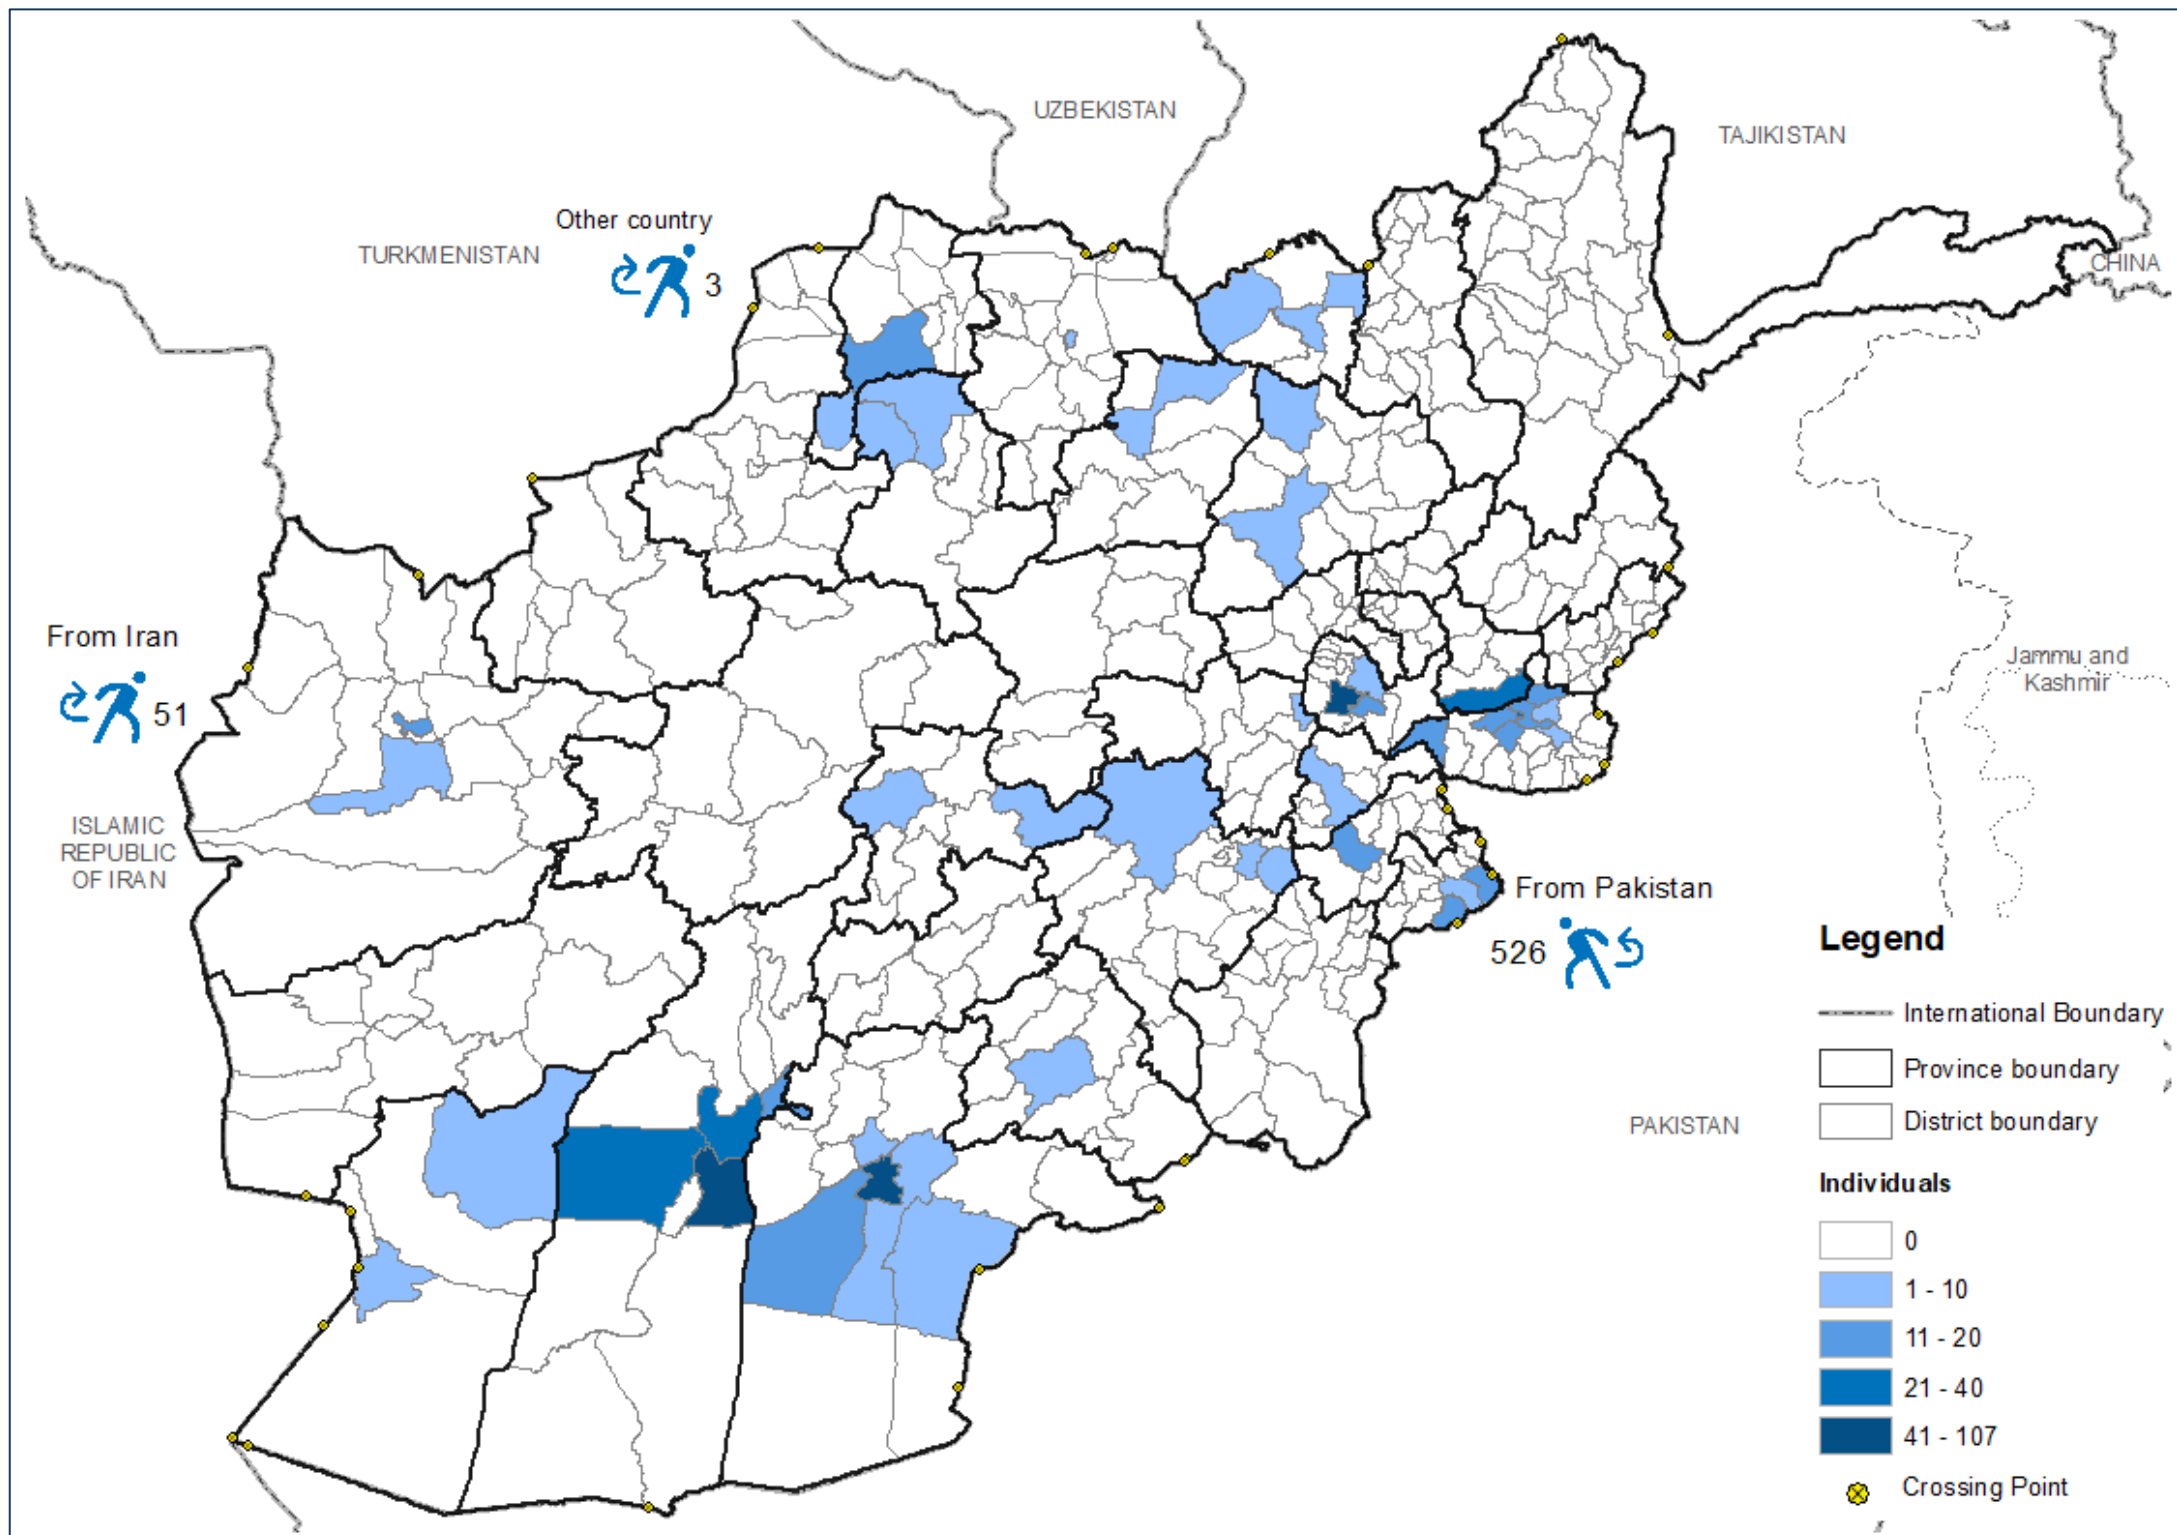 UZBEKISTAN
TAJIKISTAN
Other country
3
TURKMENISTAN
CHINA
From Iran
51
Jammu and
Kashmir
ISLAMIC
REPUBLIC
OF IRAN
From Pakistan
526
PAKISTAN
Legend
International Boundary
Province boundary
District boundary
Individuals
0
1 - 10
11 - 20
21 - 40
41 - 107
Crossing Point